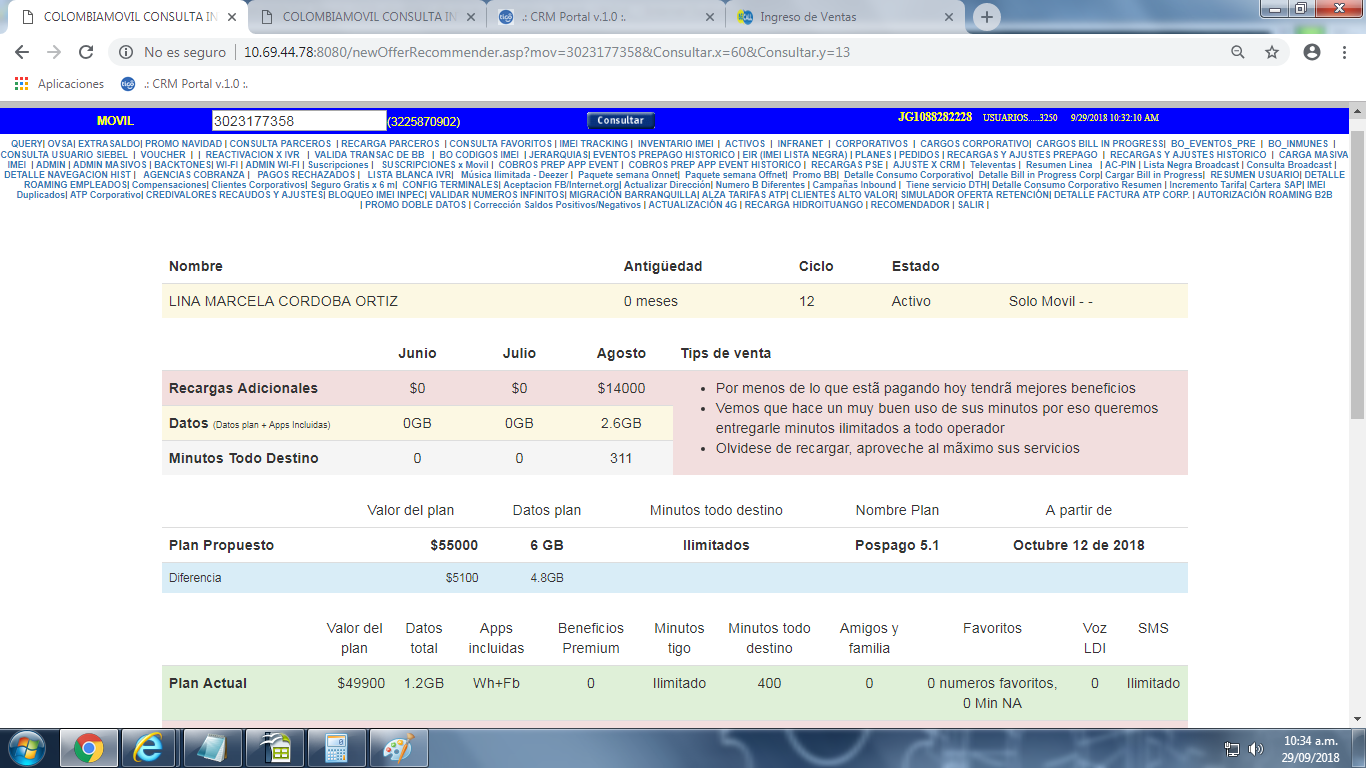 COLOMBIAMOVIL CONSULTA IN
COLOMBIAMOVIL CONSULTA IN
.: CRM Portal v.1.0 :.
Ingreso de Ventas
No es seguro | 10.69.44.78:8080/newOfferRecommender.asp?mov=3023177358&Consultar.x=60&Consultar.y=13
Aplicaciones .: CRM Portal v.1.0 :.
MOVIL 3023177358 (3225870902) Consultar JG1088282228 USUARIOS.....3250 9/29/2018 10:32:10 AM
QUERY| OVSA| EXTRASALDO| PROMO NAVIDAD | CONSULTA PARCEROS | RECARGA PARCEROS | CONSULTA FAVORITOS | IMEI TRACKING | INVENTARIO IMEI | ACTIVOS | INFRANET | CORPORATIVOS | CARGOS CORPORATIVO| CARGOS BILL IN PROGRESS| BO_EVENTOS_PRE | BO_INMUNES |
CONSULTA USUARIO SIEBEL | VOUCHER | | REACTIVACION X IVR | VALIDA TRANSAC DE BB | BO CODIGOS IMEI | JERARQUIAS| EVENTOS PREPAGO HISTORICO | EIR (IMEI LISTA NEGRA) | PLANES | PEDIDOS | RECARGAS Y AJUSTES PREPAGO | RECARGAS Y AJUSTES HISTORICO | CARGA MASIVA
IMEI | ADMIN | ADMIN MASIVOS | BACKTONES| WI-FI | ADMIN WI-FI | Suscripciones | SUSCRIPCIONES x Movil | COBROS PREP APP EVENT | COBROS PREP APP EVENT HISTORICO | RECARGAS PSE | AJUSTE X CRM | Televentas | Resumen Linea | AC-PIN | Lista Negra Broadcast | Consulta Broadcast |
DETALLE NAVEGACION HIST | AGENCIAS COBRANZA | PAGOS RECHAZADOS | LISTA BLANCA IVR| Música Ilimitada - Deezer | Paquete semana Onnet| Paquete semana Offnet| Promo BB| Detalle Consumo Corporativo| Detalle Bill in Progress Corp| Cargar Bill in Progress| RESUMEN USUARIO| DETALLE
ROAMING EMPLEADOS| Compensaciones| Clientes Corporativos| Seguro Gratis x 6 m| CONFIG TERMINALES| Aceptacion FB/Internet.org| Actualizar Dirección| Numero B Diferentes | Campañas Inbound | Tiene servicio DTH| Detalle Consumo Corporativo Resumen | Incremento Tarifa| Cartera SAP| IMEI
Duplicados| ATP Corporativo| CREDIVALORES RECAUDOS Y AJUSTES| BLOQUEO IMEI INPEC| VALIDAR NUMEROS INFINITOS| MIGRACIÓN BARRANQUILLA| ALZA TARIFAS ATP| CLIENTES ALTO VALOR| SIMULADOR OFERTA RETENCIÓN| DETALLE FACTURA ATP CORP. | AUTORIZACIÓN ROAMING B2B
| PROMO DOBLE DATOS | Corrección Saldos Positivos/Negativos | ACTUALIZACIÓN 4G | RECARGA HIDROITUANGO | RECOMENDADOR | SALIR |
Nombre Antigüedad Ciclo Estado
LINA MARCELA CORDOBA ORTIZ 0 meses 12 Activo Solo Movil - -
Junio Julio Agosto Tips de venta
Recargas Adicionales $0 $0 $14000
Datos (Datos plan + Apps Incluidas) 0GB 0GB 2.6GB
Minutos Todo Destino 0 0 311
• Por menos de lo que estã pagando hoy tendrã mejores beneficios
• Vemos que hace un muy buen uso de sus minutos por eso queremos
entregarle minutos ilimitados a todo operador
• Olvidese de recargar, aproveche al mãximo sus servicios
Valor del plan Datos plan Minutos todo destino Nombre Plan A partir de
Plan Propuesto $55000 6 GB Ilimitados Pospago 5.1 Octubre 12 de 2018
Diferencia $5100 4.8GB
Valor del Datos Apps Beneficios Minutos Minutos todo Amigos y Favoritos Voz SMS
plan total incluidas Premium tigo destino familia LDI
Plan Actual $49900 1.2GB Wh+Fb 0 Ilimitado 400 0 0 numeros favoritos, 0 Ilimitado
0 Min NA
10:34 a.m.
29/09/2018